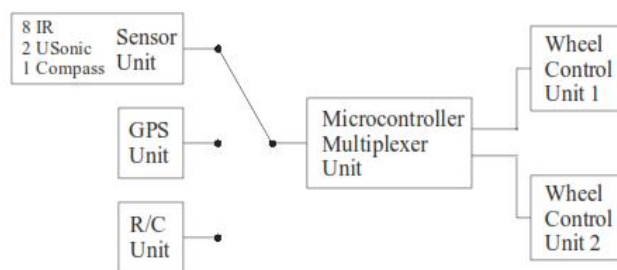 8 IR
2 USonic
1 Compass
Sensor
Unit
GPS
Unit
R/C
Unit
Microcontroller
Multiplexer
Unit
Wheel
Control
Unit 1
Wheel
Control
Unit 2